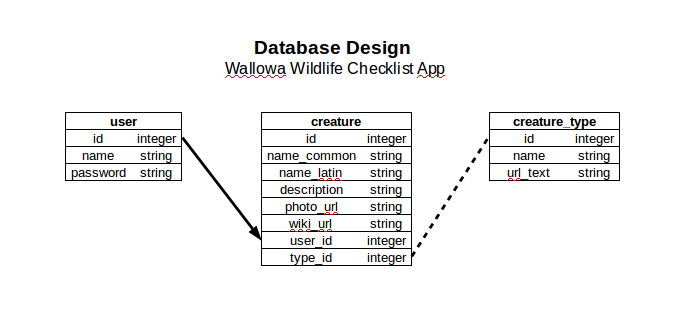 Database Design
Wallowa Wildlife Checklist App
user
id integer
name string
password string
creature
id integer
name_common string
name_latin string
description string
photo_url string
wiki_url string
user_id integer
type_id integer
creature_type
id integer
name string
url_text string